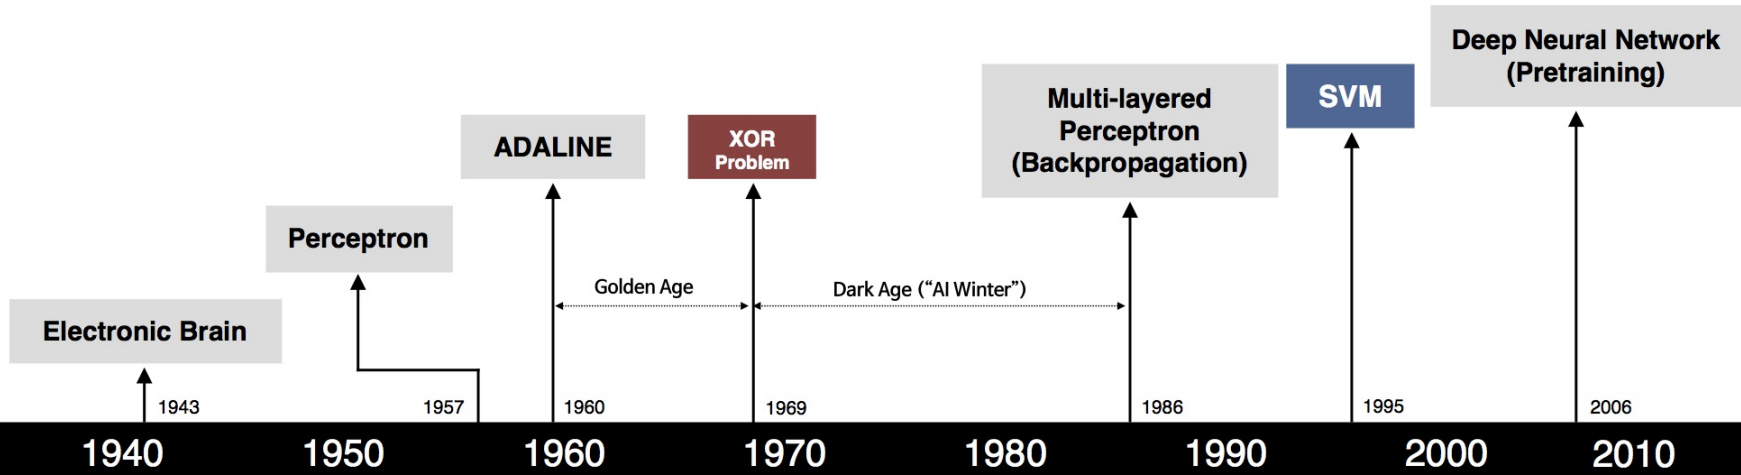 Deep Neural Network
(Pretraining)
Multi-layered
Perceptron
(Backpropagation)
SVM
ADALINE
XOR
Problem
Perceptron
Electronic Brain
Golden Age
Dark Age (“AI Winter”)
1943
1957
1960
1969
1986
1995
2006
1940
1950
1960
1970
1980
1990
2000
2010